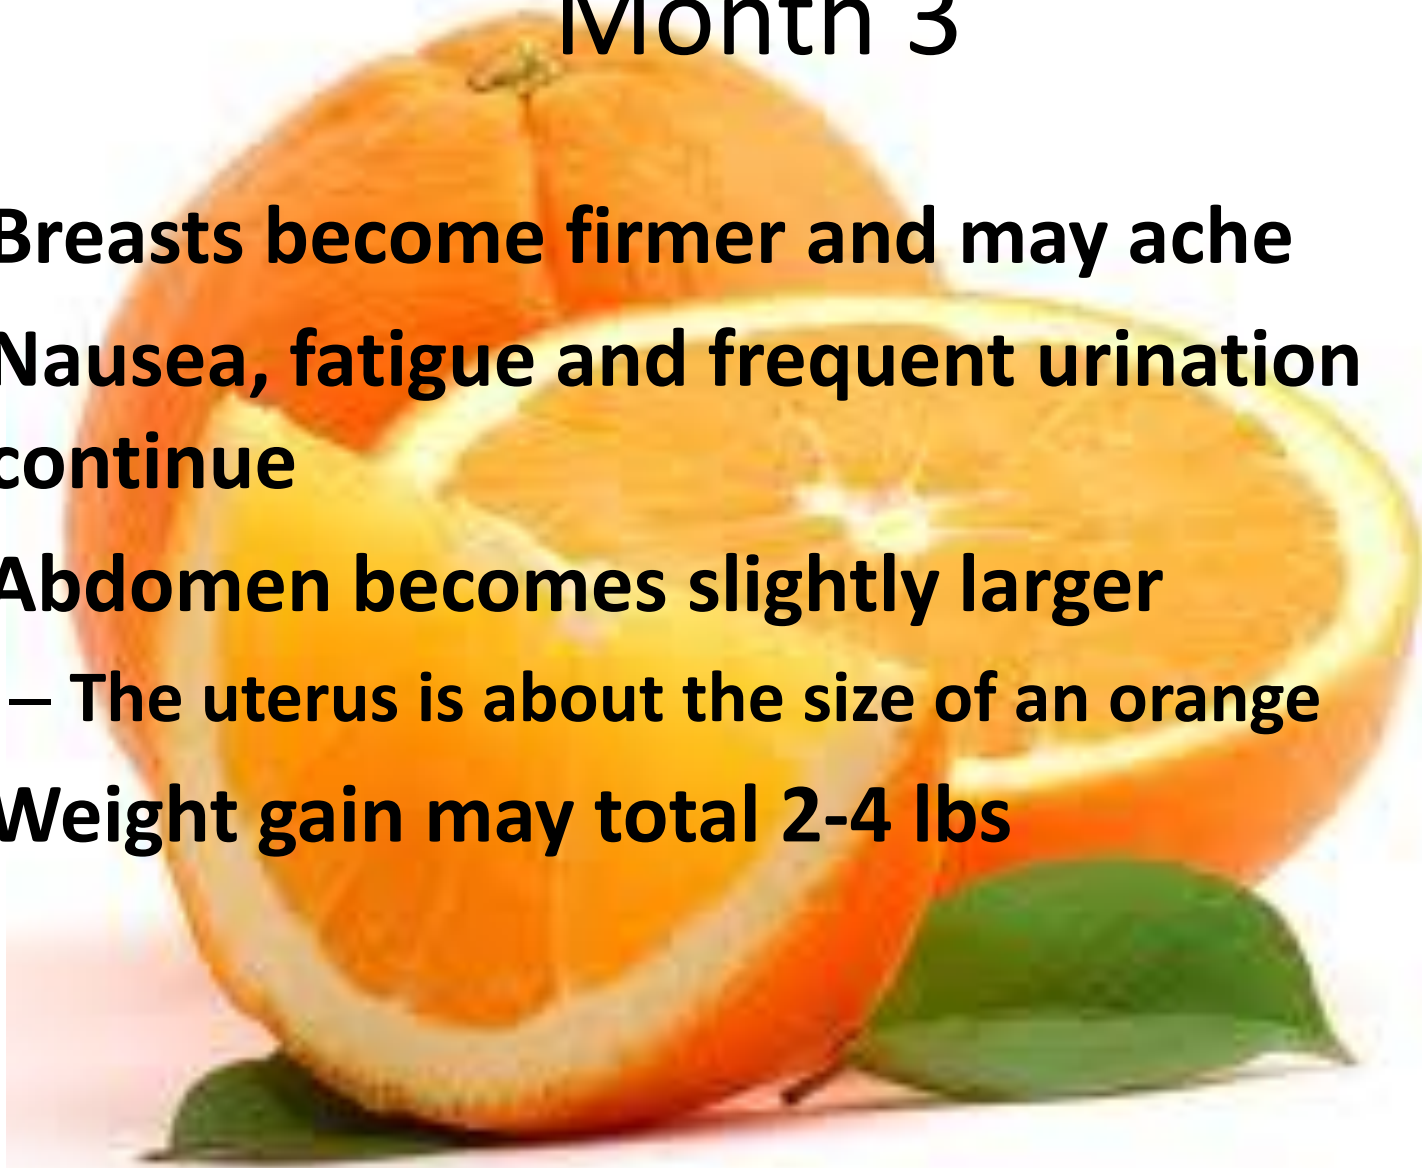 Month 3
Breasts become firmer and may ache
Nausea, fatigue and frequent urination
continue
Abdomen becomes slightly larger
– The uterus is about the size of an orange
Weight gain may total 2-4 lbs